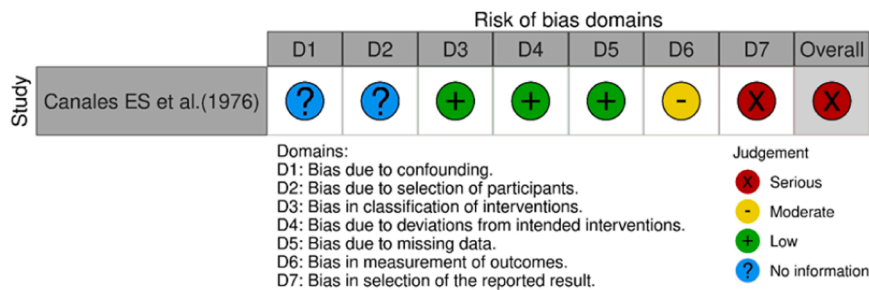 Risk of bias domains
D1 D2 D3 D4 D5 D6 D7 Overall
Study
Canales ES et al.(1976) ? ? + + + - X X
Domains:
D1: Bias due to confounding.
D2: Bias due to selection of participants.
D3: Bias in classification of interventions.
D4: Bias due to deviations from intended interventions.
D5: Bias due to missing data.
D6: Bias in measurement of outcomes.
D7: Bias in selection of the reported result.
Judgement
X Serious
- Moderate
+ Low
? No information